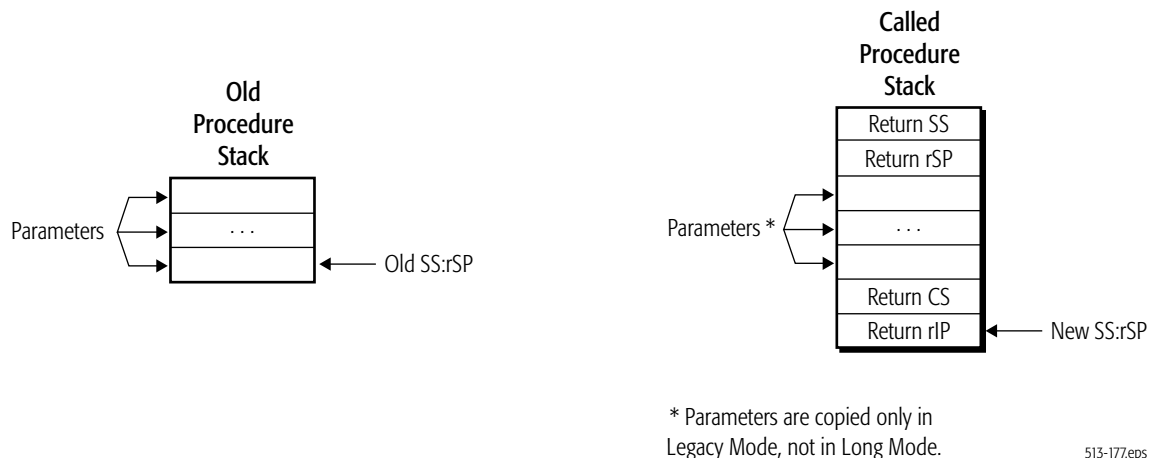 Old
Procedure
Stack
Parameters
. . .
Old SS:rSP
Called
Procedure
Stack
Return SS
Return rSP
Parameters *
. . .
Return CS
Return rIP
New SS:rSP
* Parameters are copied only in
Legacy Mode, not in Long Mode.
513-177.eps